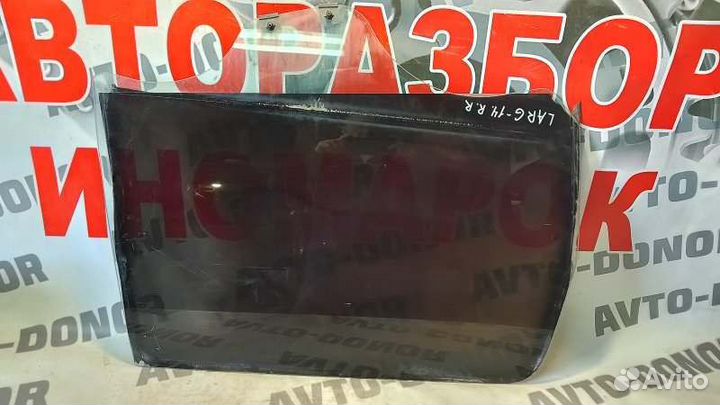 АВТОРАЗБОР
LARG-14 R.R
ИНОМАРОК
AVTO-DONOR
AVTO-DONOR
AVTO-DONOR
AVTO-DONOR
Avito